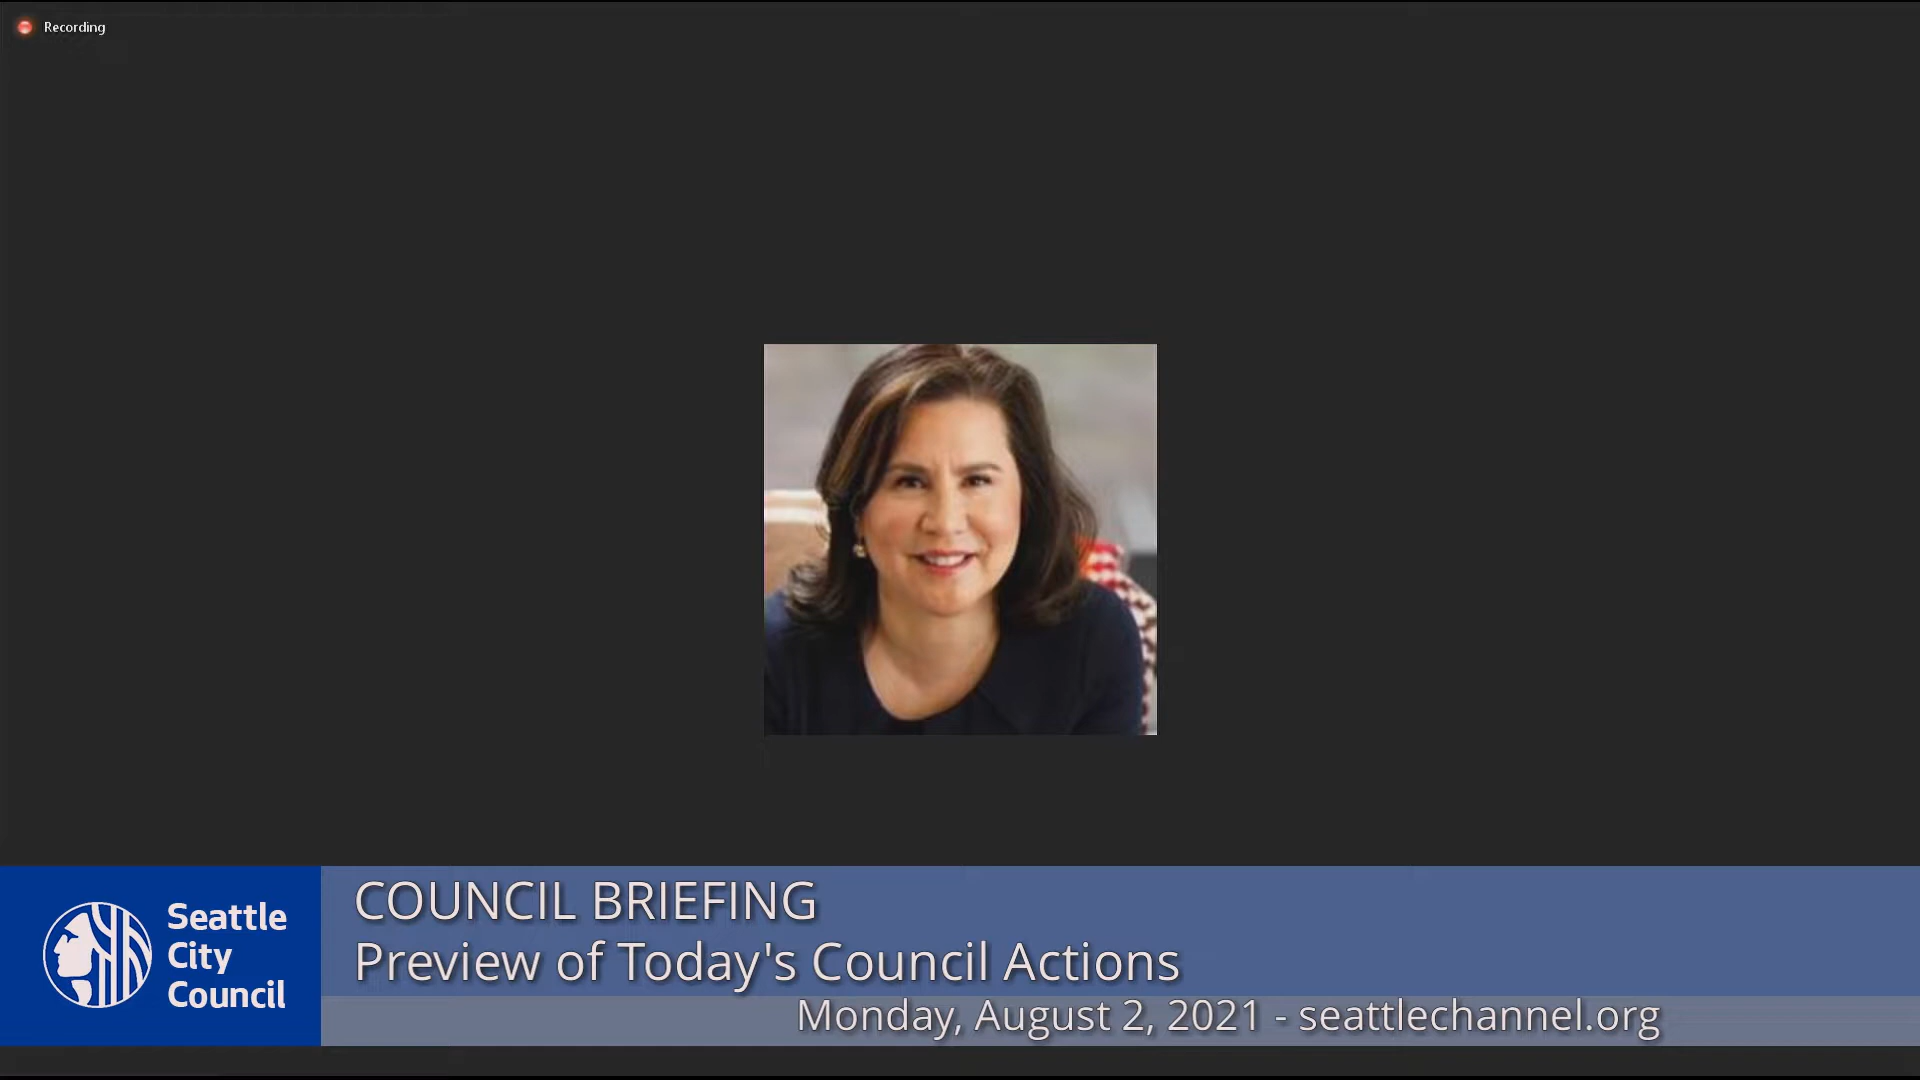 Recording
Seattle
City
Council
COUNCIL BRIEFING
Preview of Today's Council Actions
Monday, August 2, 2021 - seattlechannel.org